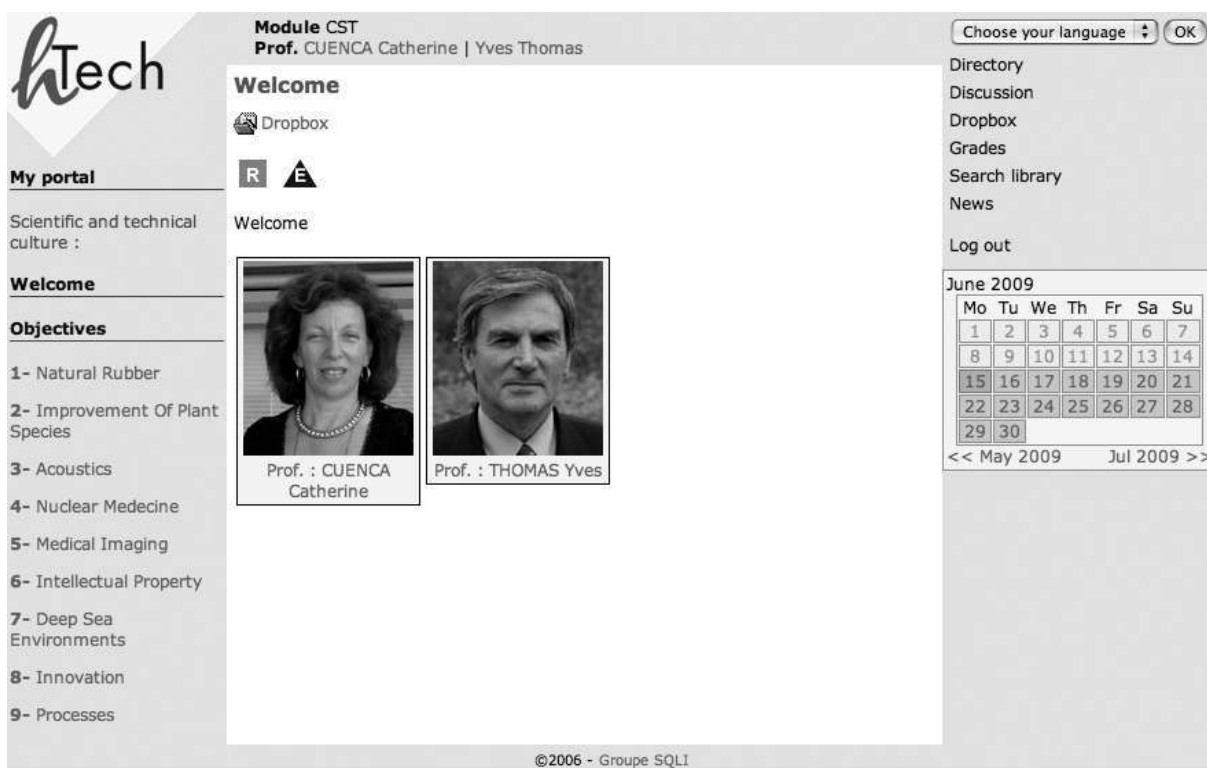 hTech
Module CST
Prof. CUENCA Catherine | Yves Thomas
My portal
Scientific and technical
culture :
Welcome
Objectives
1- Natural Rubber
2- Improvement Of Plant
Species
3- Acoustics
4- Nuclear Medecine
5- Medical Imaging
6- Intellectual Property
7- Deep Sea
Environments
8- Innovation
9- Processes
Welcome
Dropbox
R E
Welcome
Prof. : CUENCA
Catherine
Prof. : THOMAS Yves
Choose your language OK
Directory
Discussion
Dropbox
Grades
Search library
News
Log out
June 2009
Mo Tu We Th Fr Sa Su
1 2 3 4 5 6 7
8 9 10 11 12 13 14
15 16 17 18 19 20 21
22 23 24 25 26 27 28
29 30
<< May 2009 Jul 2009 >>
©2006 - Groupe SQLI